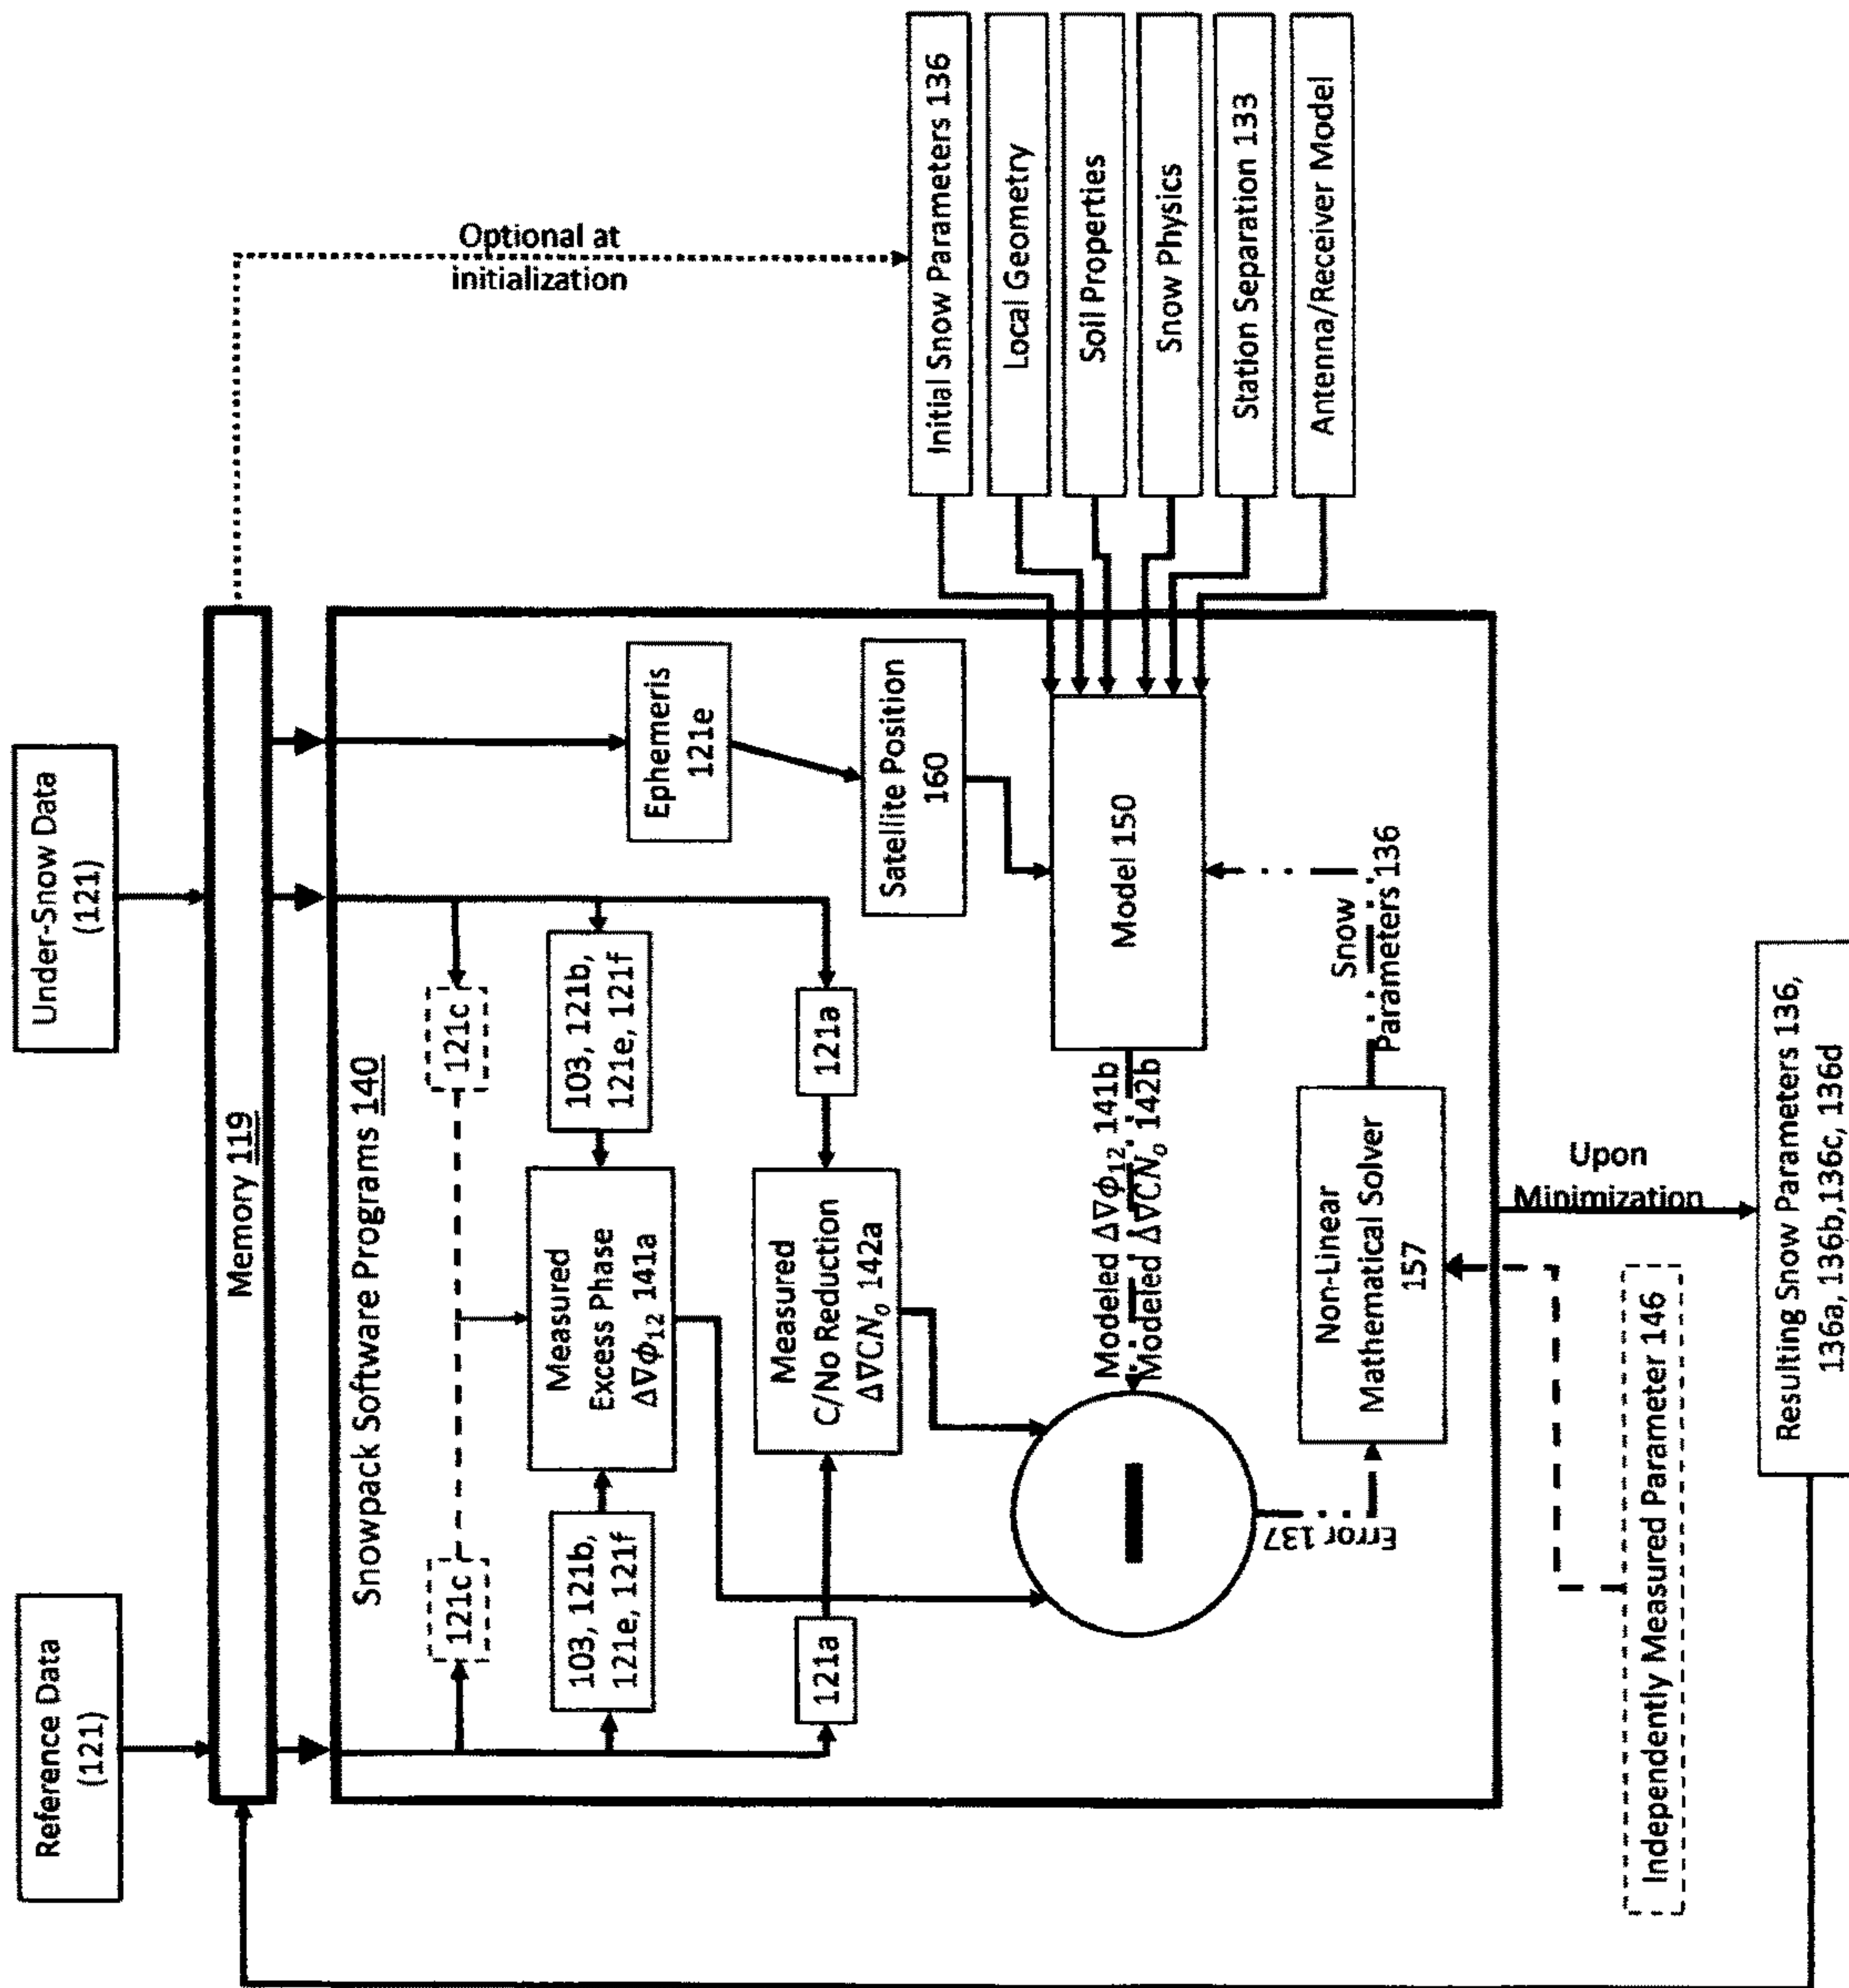 Reference Data
(121)
Under-Snow Data
(121)
Memory 119
Optional at
initialization
Snowpack Software Programs 140
121c
121c
103, 121b,
121e, 121f
Measured
Excess Phase
Δ∇ϕ₁₂ 141a
103, 121b,
121e, 121f
Ephemeris
121e
121a
Measured
C/No Reduction
Δ∇CNₒ 142a
121a
Satellite Position
160
Initial Snow Parameters 136
Local Geometry
Soil Properties
Snow Physics
Station Separation 133
Antenna/Receiver Model
Modeled Δ∇ϕ₁₂ 141b
Modeled Δ∇CNₒ 142b
Model 150
Error 137
Non-Linear
Mathematical Solver
157
Snow
Parameters 136
Upon
Minimization
Independently Measured Parameter 146
Resulting Snow Parameters 136,
136a, 136b,136c, 136d